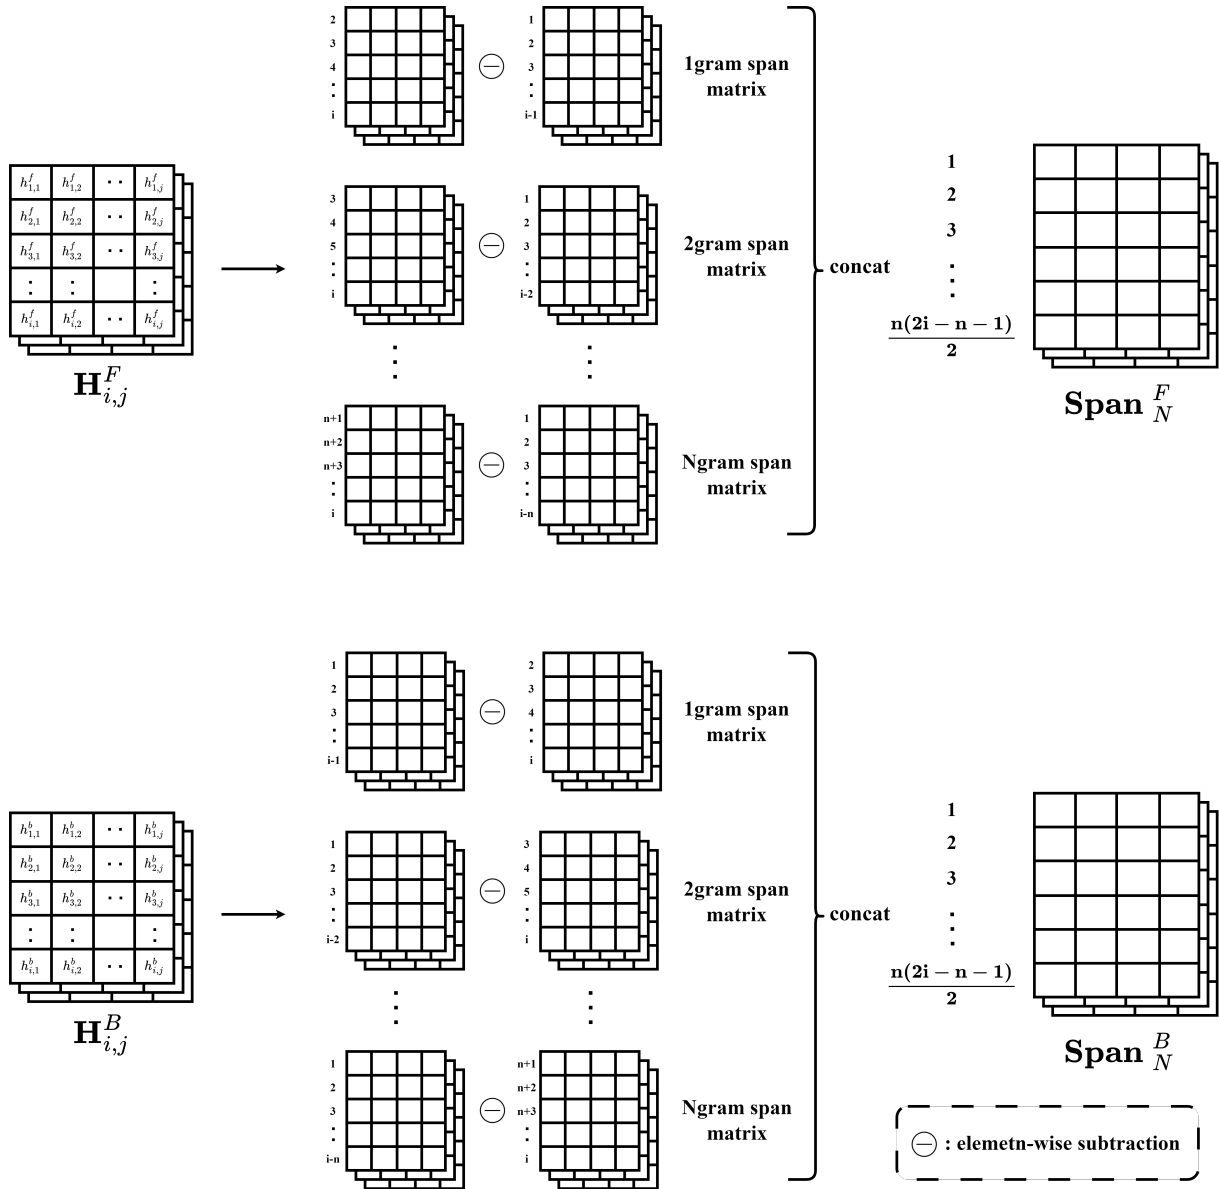 2
3
4
:
i
1
2
3
:
i-1
1gram span
matrix
h^f_{1,1} h^f_{1,2} · · h^f_{1,j}
h^f_{2,1} h^f_{2,2} · · h^f_{2,j}
h^f_{3,1} h^f_{3,2} · · h^f_{3,j}
: : :
h^f_{i,1} h^f_{i,2} · · h^f_{i,j}
H^F_{i,j}
3
4
5
:
i
1
2
3
:
i-2
2gram span
matrix
⋮ ⋮
n+1
n+2
n+3
:
i
1
2
3
:
i-n
Ngram span
matrix
concat
1
2
3
⋮
n(2i − n − 1)
2
Span ^F_N
1
2
3
:
i-1
2
3
4
:
i
1gram span
matrix
h^b_{1,1} h^b_{1,2} · · h^b_{1,j}
h^b_{2,1} h^b_{2,2} · · h^b_{2,j}
h^b_{3,1} h^b_{3,2} · · h^b_{3,j}
: : :
h^b_{i,1} h^b_{i,2} · · h^b_{i,j}
H^B_{i,j}
1
2
3
:
i-2
3
4
5
:
i
2gram span
matrix
⋮ ⋮
1
2
3
:
i-n
n+1
n+2
n+3
:
i
Ngram span
matrix
concat
1
2
3
⋮
n(2i − n − 1)
2
Span ^B_N
⊖ : elemetn-wise subtraction